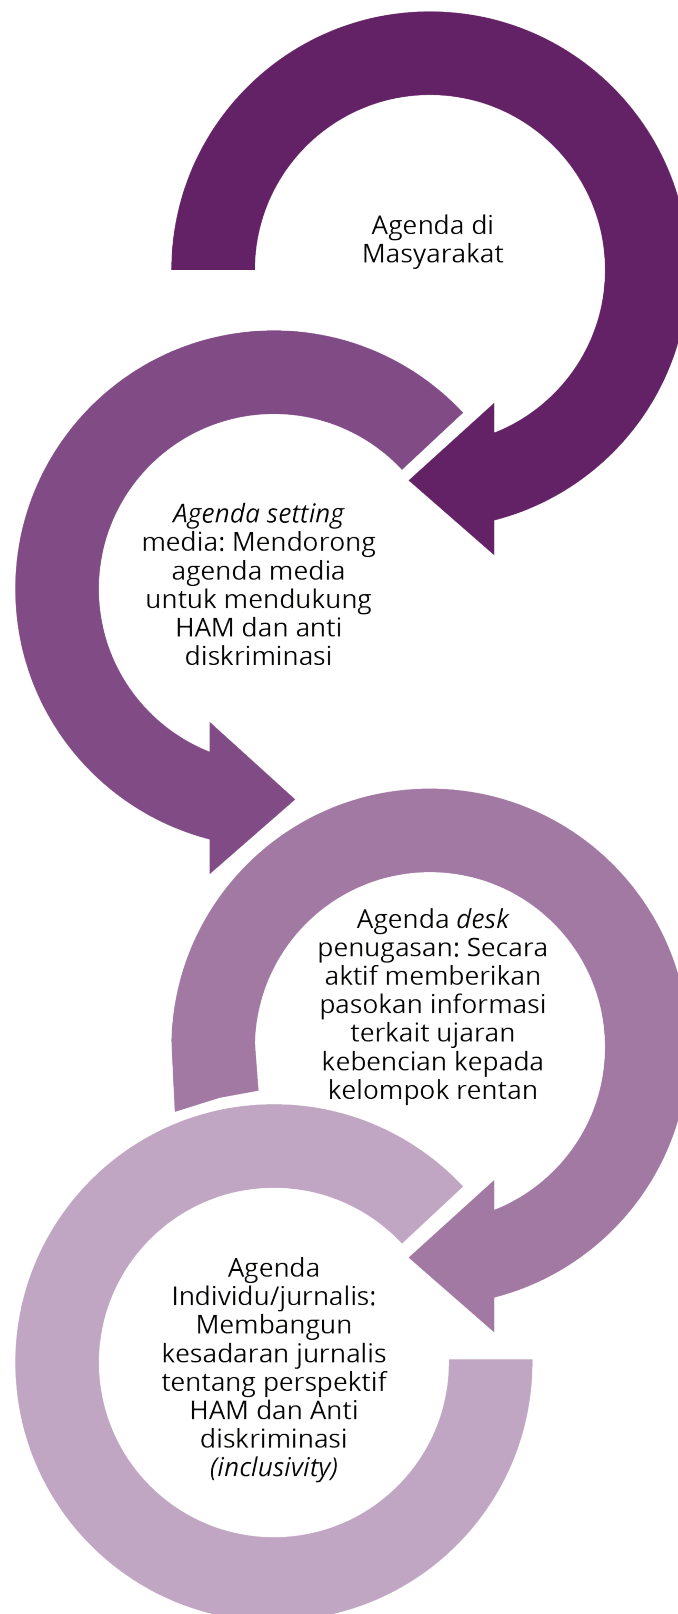 Agenda di
Masyarakat
Agenda setting
media: Mendorong
agenda media
untuk mendukung
HAM dan anti
diskriminasi
Agenda desk
penugasan: Secara
aktif memberikan
pasokan informasi
terkait ujaran
kebencian kepada
kelompok rentan
Agenda
Individu/jurnalis:
Membangun
kesadaran jurnalis
tentang perspektif
HAM dan Anti
diskriminasi
(inclusivity)